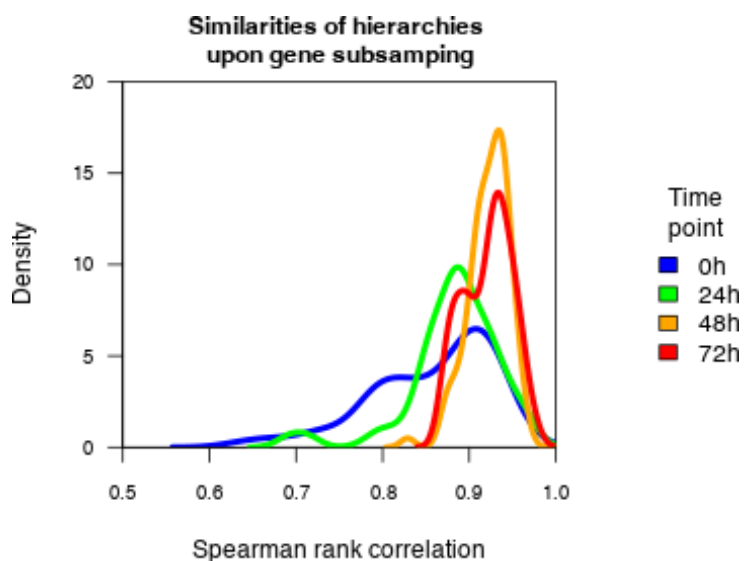 Similarities of hierarchies
upon gene subsamping
20
15
10
5
0
Density
0.5 0.6 0.7 0.8 0.9 1.0
Spearman rank correlation
Time
point
0h
24h
48h
72h